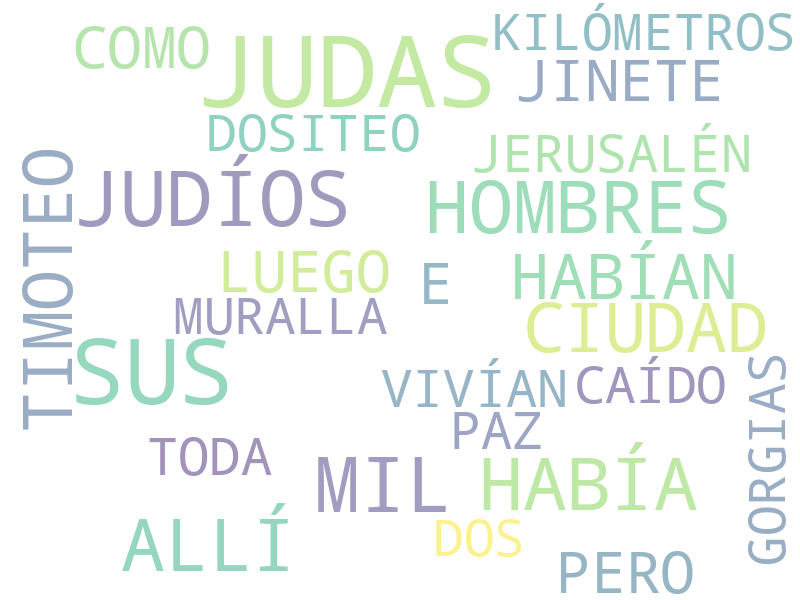 KILÓMETROS
COMO
JUDAS
JINETE
DOSITEO
JERUSALÉN
TIMOTEO
JUDÍOS
HOMBRES
LUEGO
E
HABÍAN
MURALLA
CIUDAD
SUS
VIVÍAN
CAÍDO
GORGIAS
PAZ
TODA
MIL
HABÍA
ALLÍ
DOS
PERO